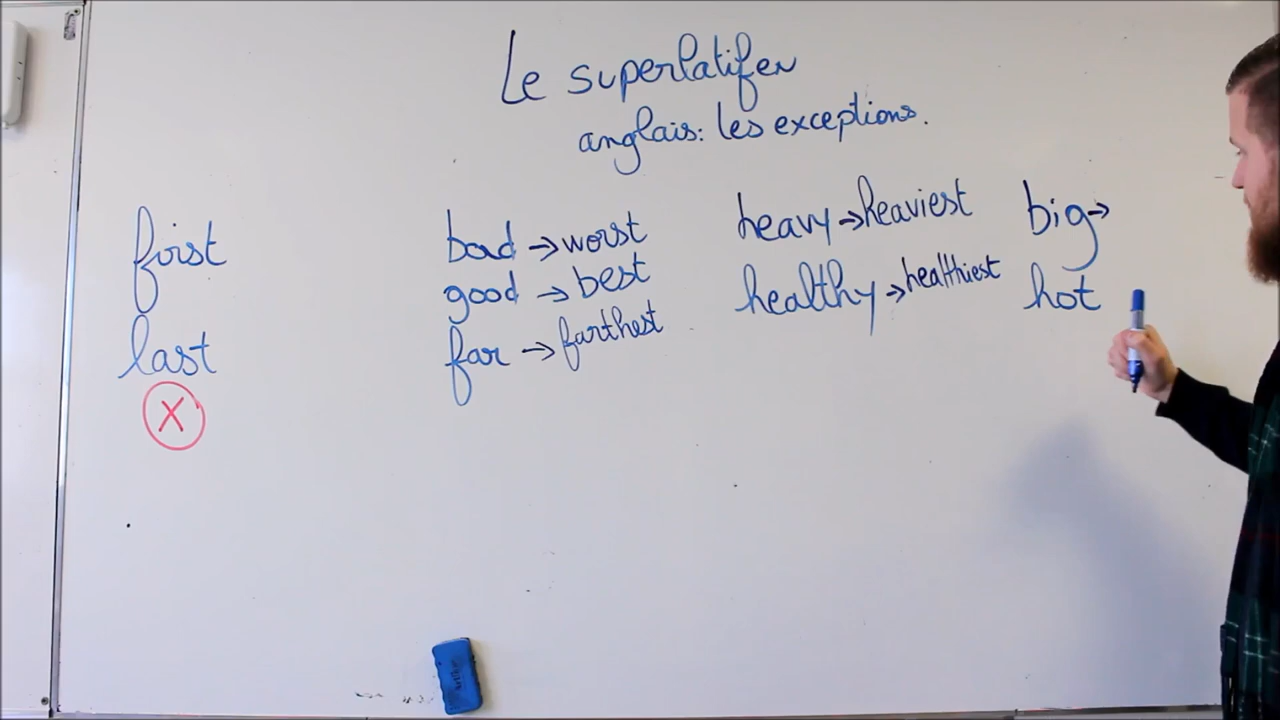 Le superlatif en
anglais: les exceptions.
first
last
X
bad → worst
good → best
far → farthest
heavy → heaviest
healthy → healthiest
big →
hot